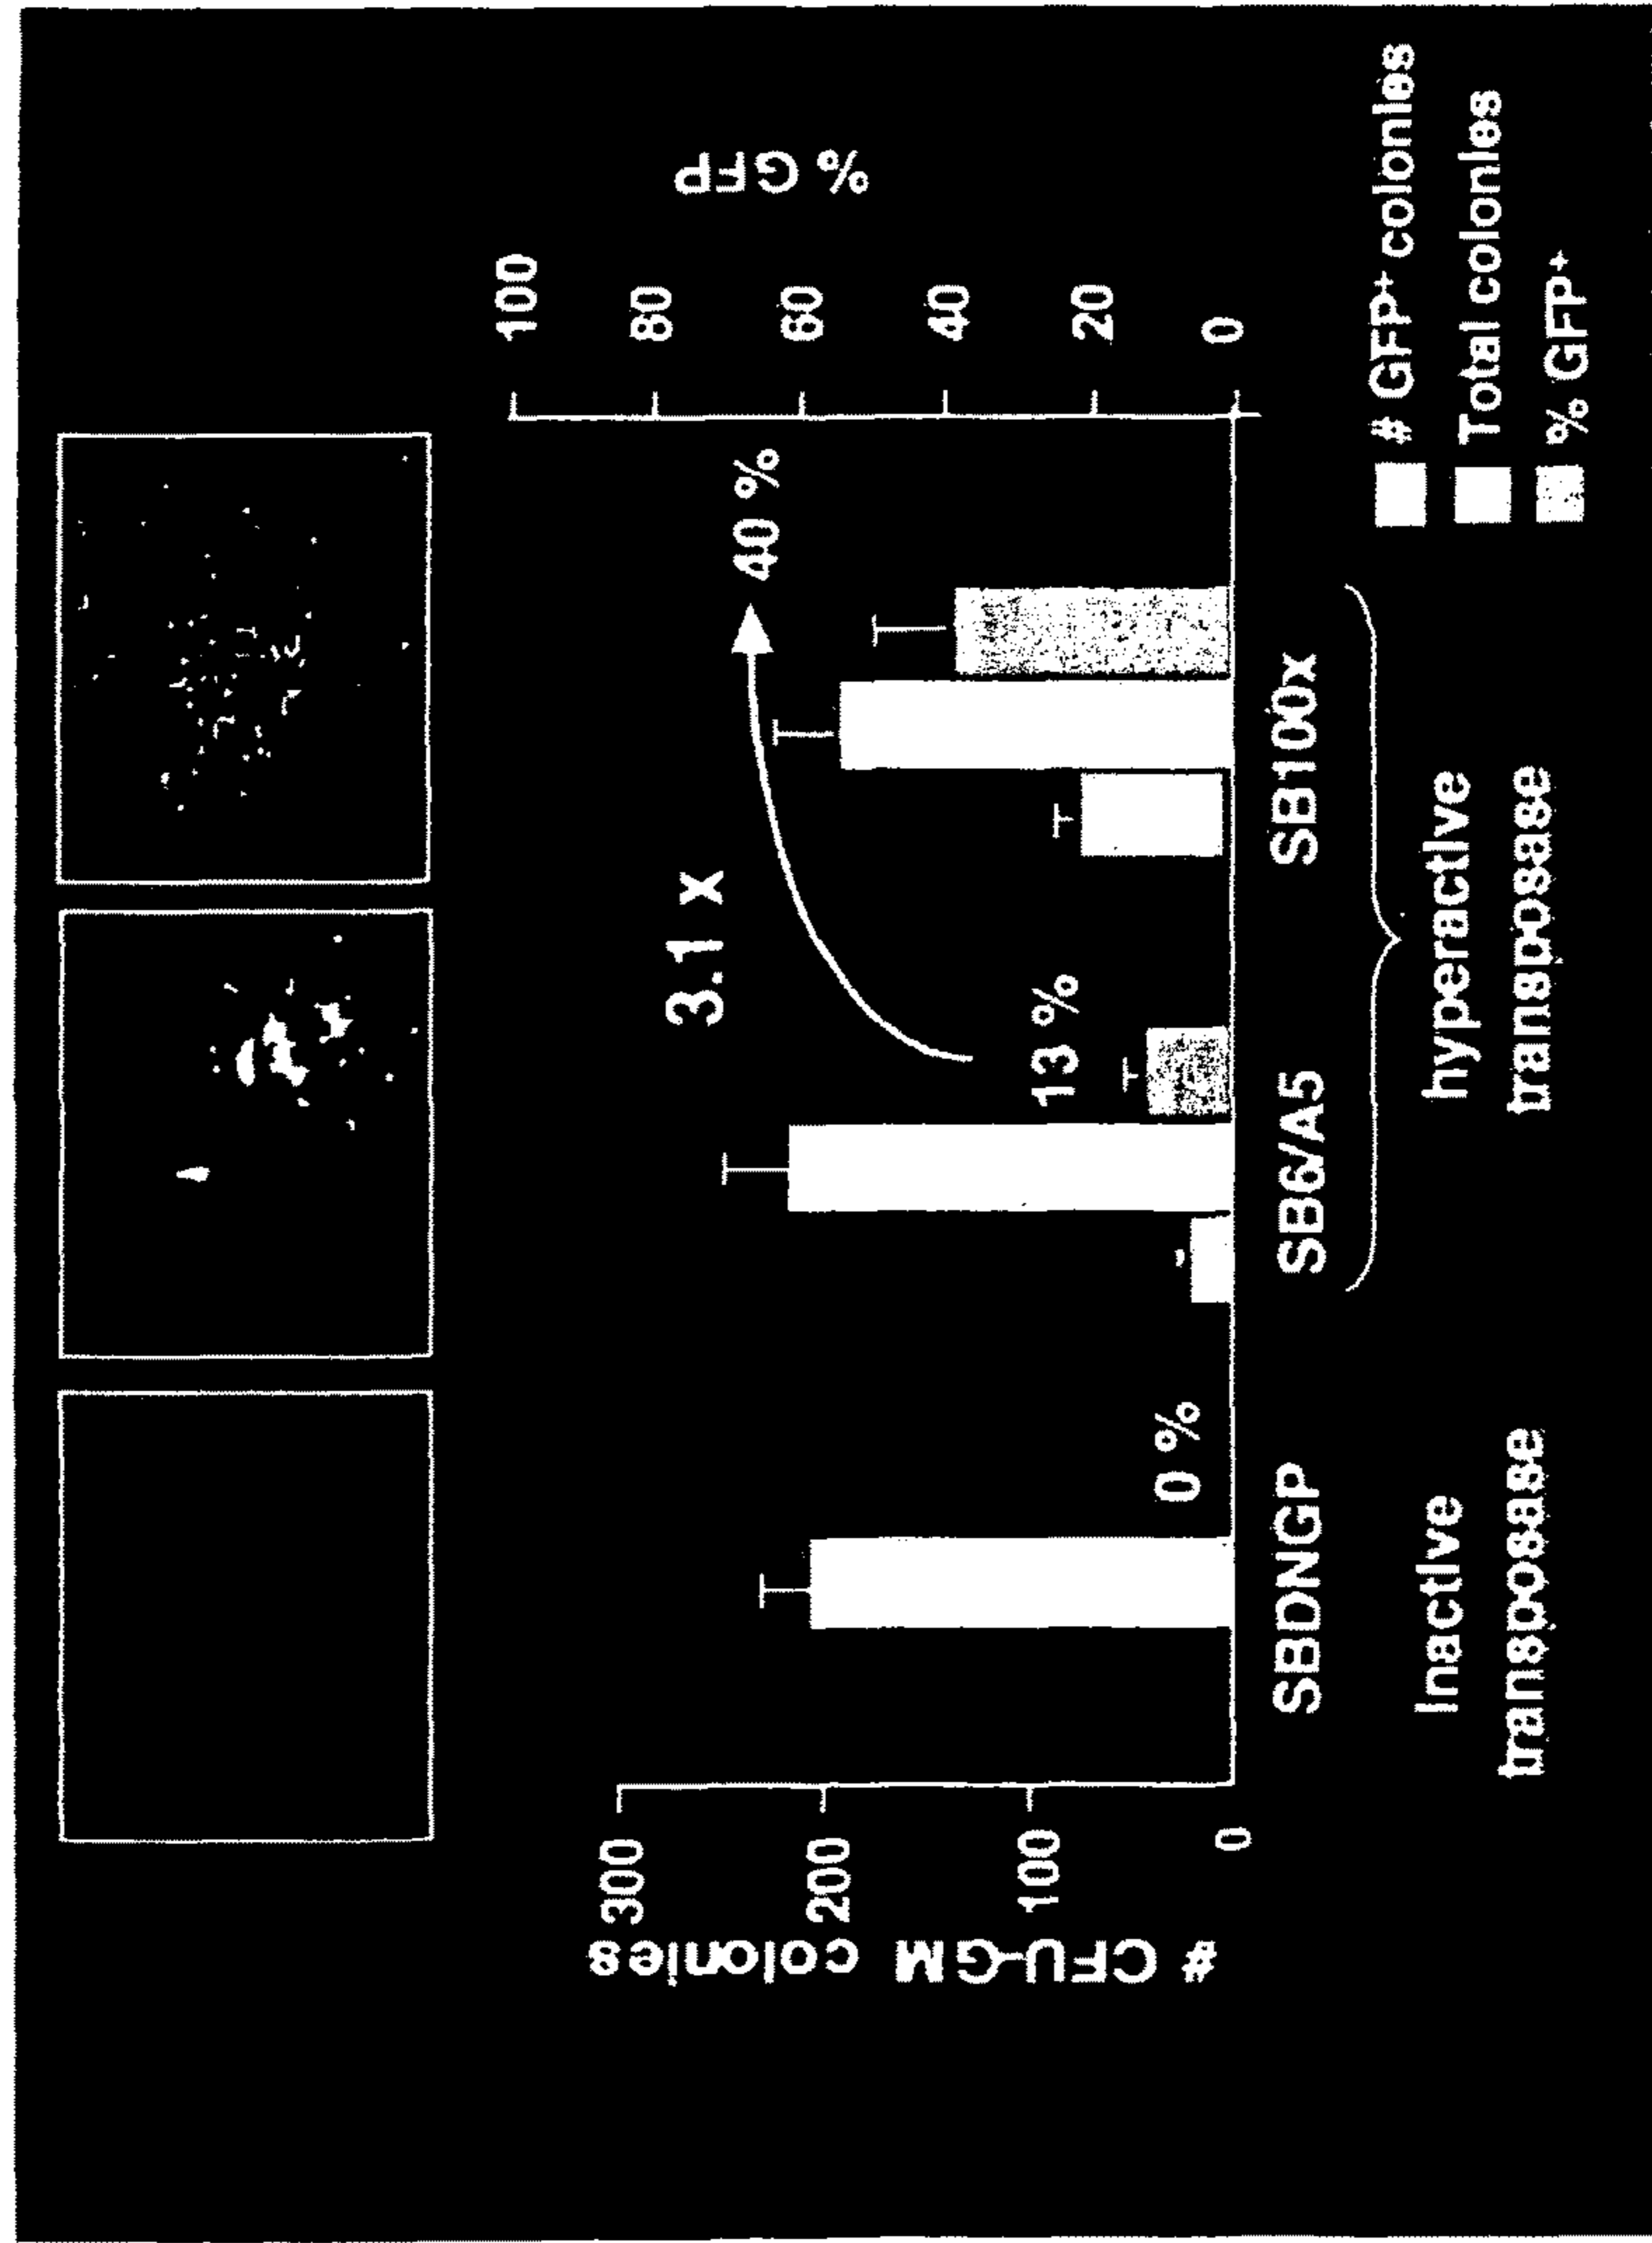 3.1 x
40 %
13 %
0 %
# CFU-GM colonies
300
200
100
0
% GFP
100
80
60
40
20
0
SBDNGP
SB6/A5
SB100x
Inactive
transposase
hyperactive
transposase
# GFP+ colonies
Total colonies
% GFP+